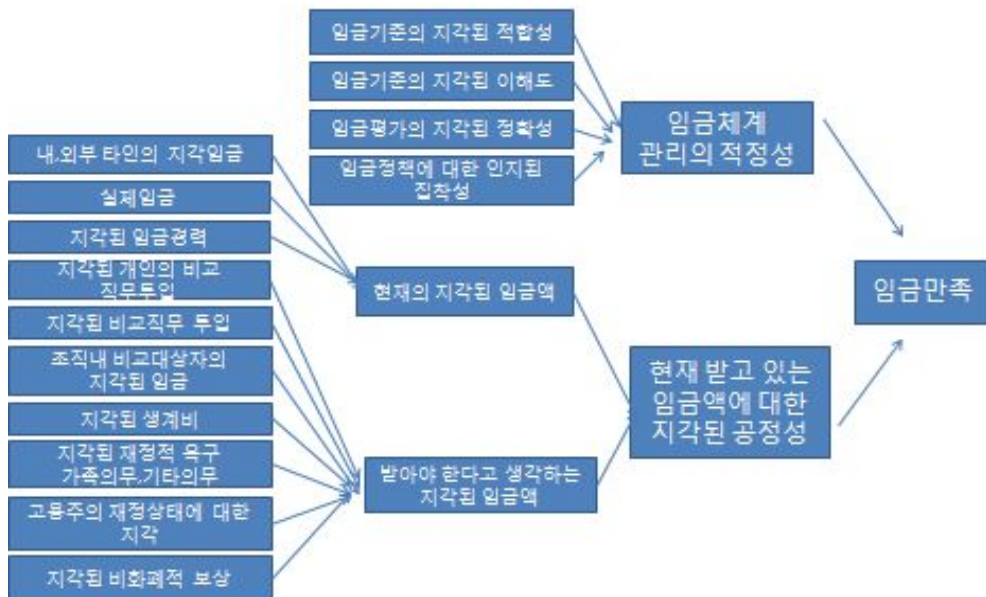 임금기준의 지각된 적합성
임금기준의 지각된 이해도
임금평가의 지각된 정확성
임금정책에 대한 인지된
집착성
임금체계
관리의 적정성
내,외부 타인의 지각임금
실제임금
지각된 임금경력
지각된 개인의 비교
직무투입
지각된 비교직무 투입
조직내 비교대상자의
지각된 임금
지각된 생계비
지각된 재정적 욕구
가족의무,기타의무
고용주의 재정상태에 대한
지각
지각된 비화폐적 보상
현재의 지각된 임금액
받아야 한다고 생각하는
지각된 임금액
현재 받고 있는
임금액에 대한
지각된 공정성
임금만족